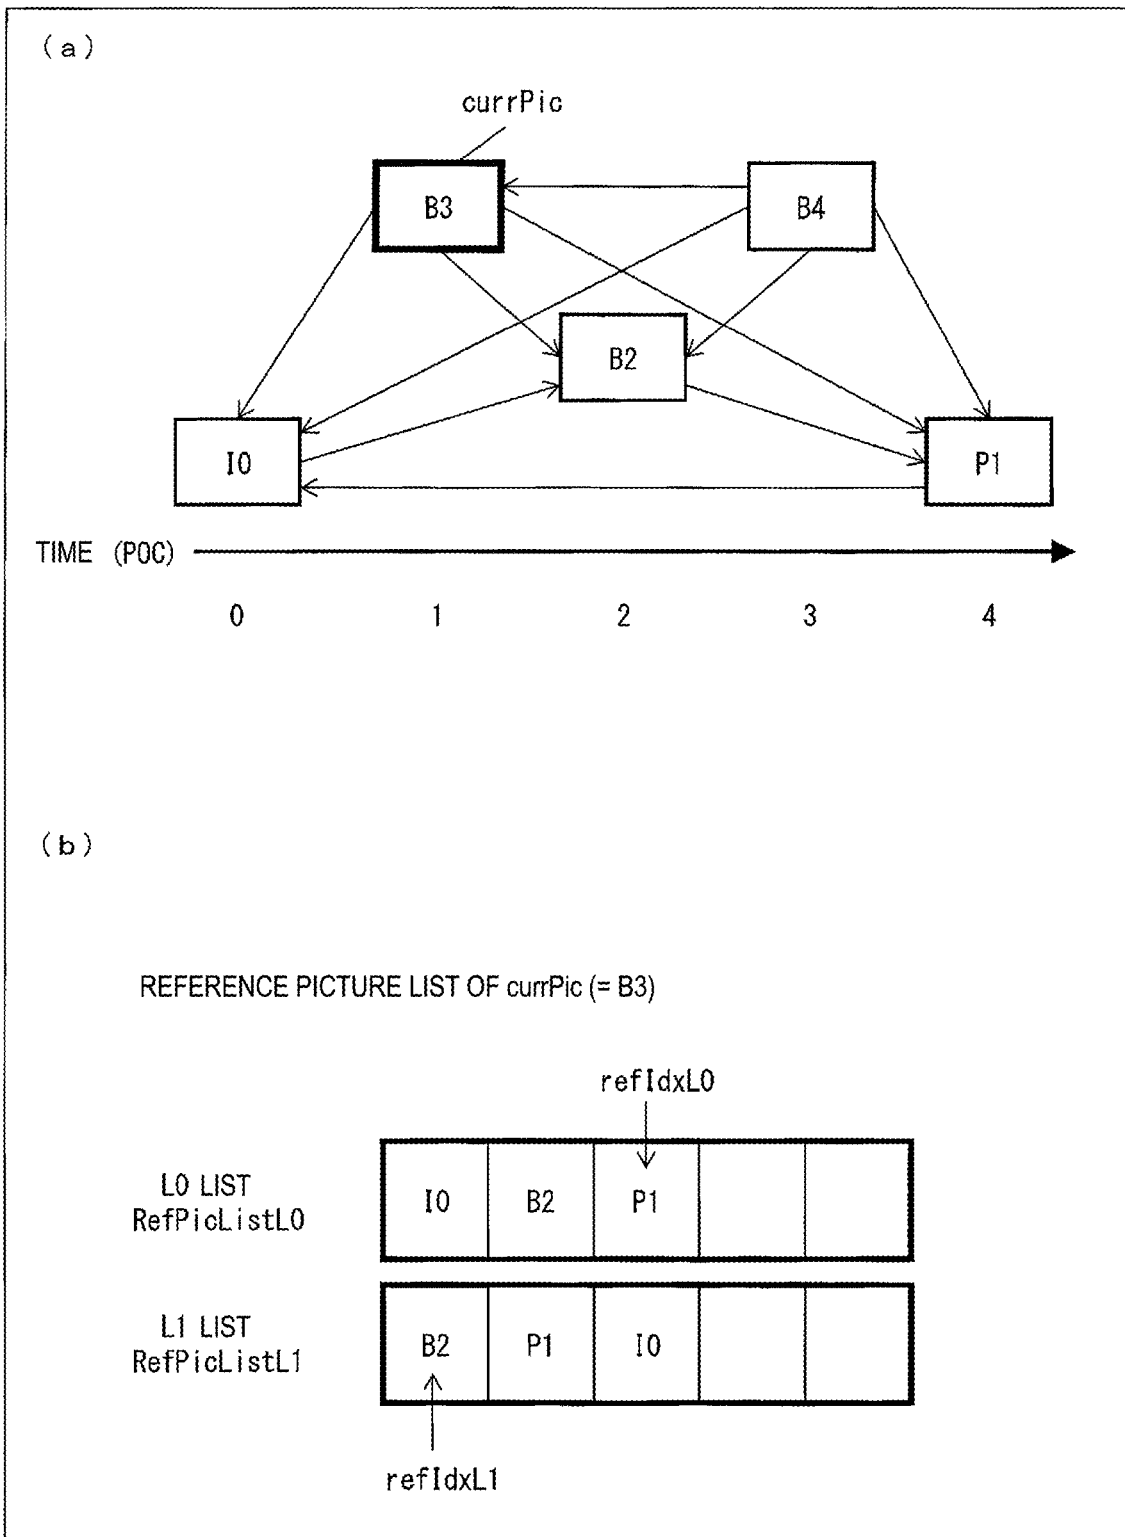 (a)
currPic
B3
B4
B2
I0
P1
TIME (POC)
0 1 2 3 4
(b)
REFERENCE PICTURE LIST OF currPic (= B3)
refIdxL0
L0 LIST
RefPicListL0
I0 B2 P1
L1 LIST
RefPicListL1
B2 P1 I0
refIdxL1